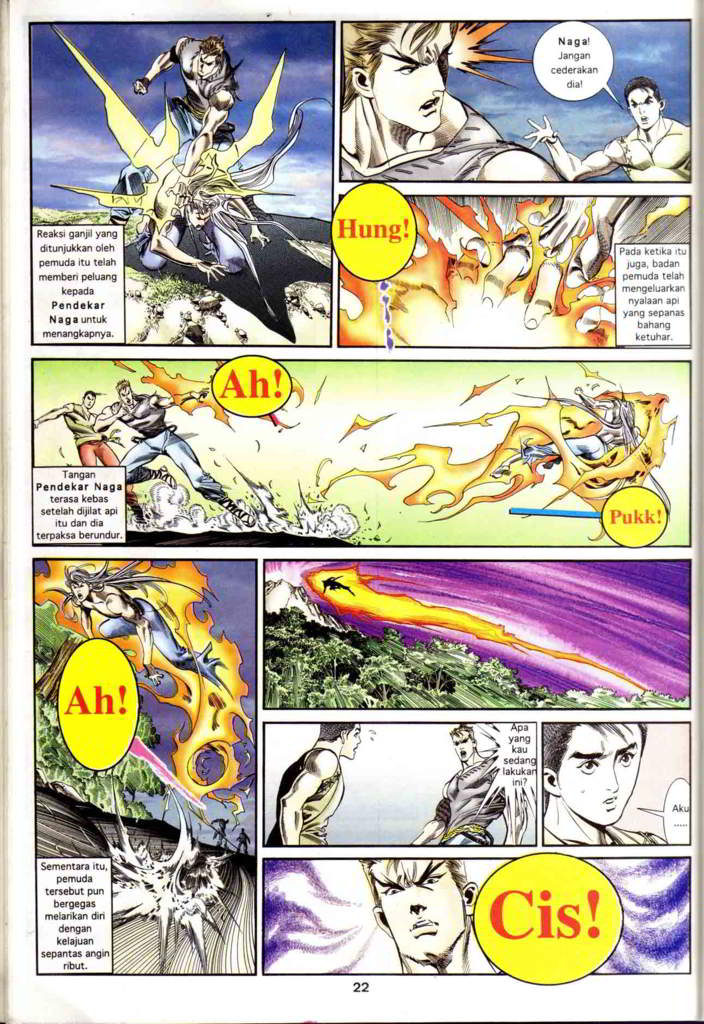 Reaksi ganjil yang
ditunjukkan oleh
pemuda itu telah
memberi peluang
kepada
Pendekar
Naga untuk
menangkapnya.
Naga!
Jangan
cederakan
dia!
Hung!
Pada ketika itu
juga, badan
pemuda telah
mengeluarkan
nyalaan api
yang sepanas
bahang
ketuhar.
Ah!
Tangan
Pendekar Naga
terasa kebas
setelah dijilat api
itu dan dia
terpaksa berundur.
Pukk!
Ah!
Sementara itu,
pemuda
tersebut pun
bergegas
melarikan diri
dengan
kelajuan
sepantas angin
ribut.
Apa
yang
kau
sedang
lakukan
ini?
Aku
.....
Cis!
22